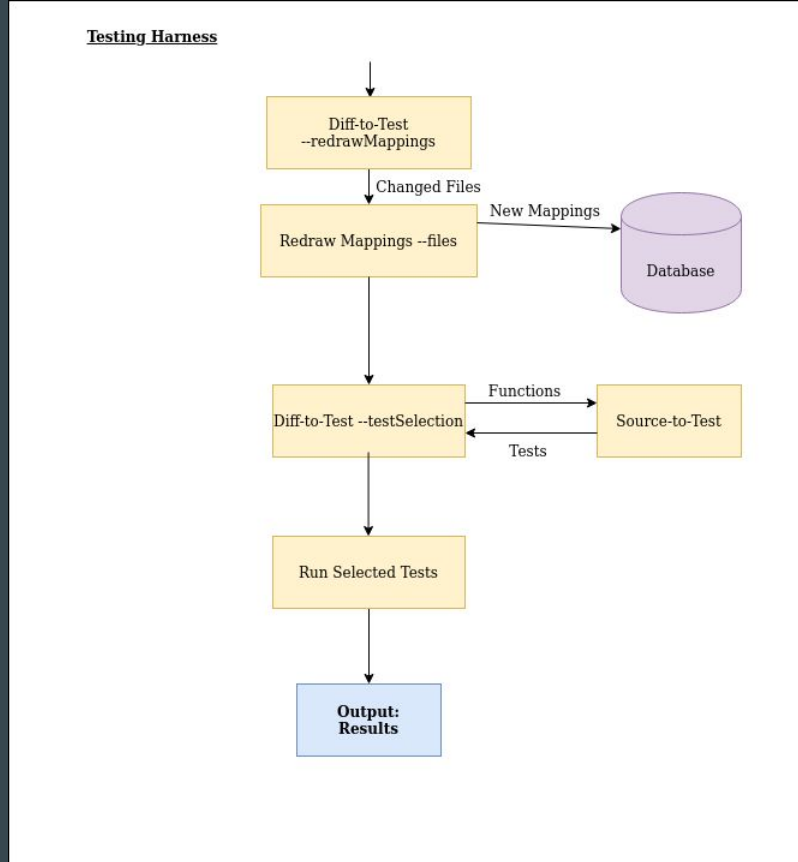 Testing Harness
Diff-to-Test
--redrawMappings
Changed Files
New Mappings
Redraw Mappings --files
Database
Functions
Diff-to-Test --testSelection
Source-to-Test
Tests
Run Selected Tests
Output:
Results